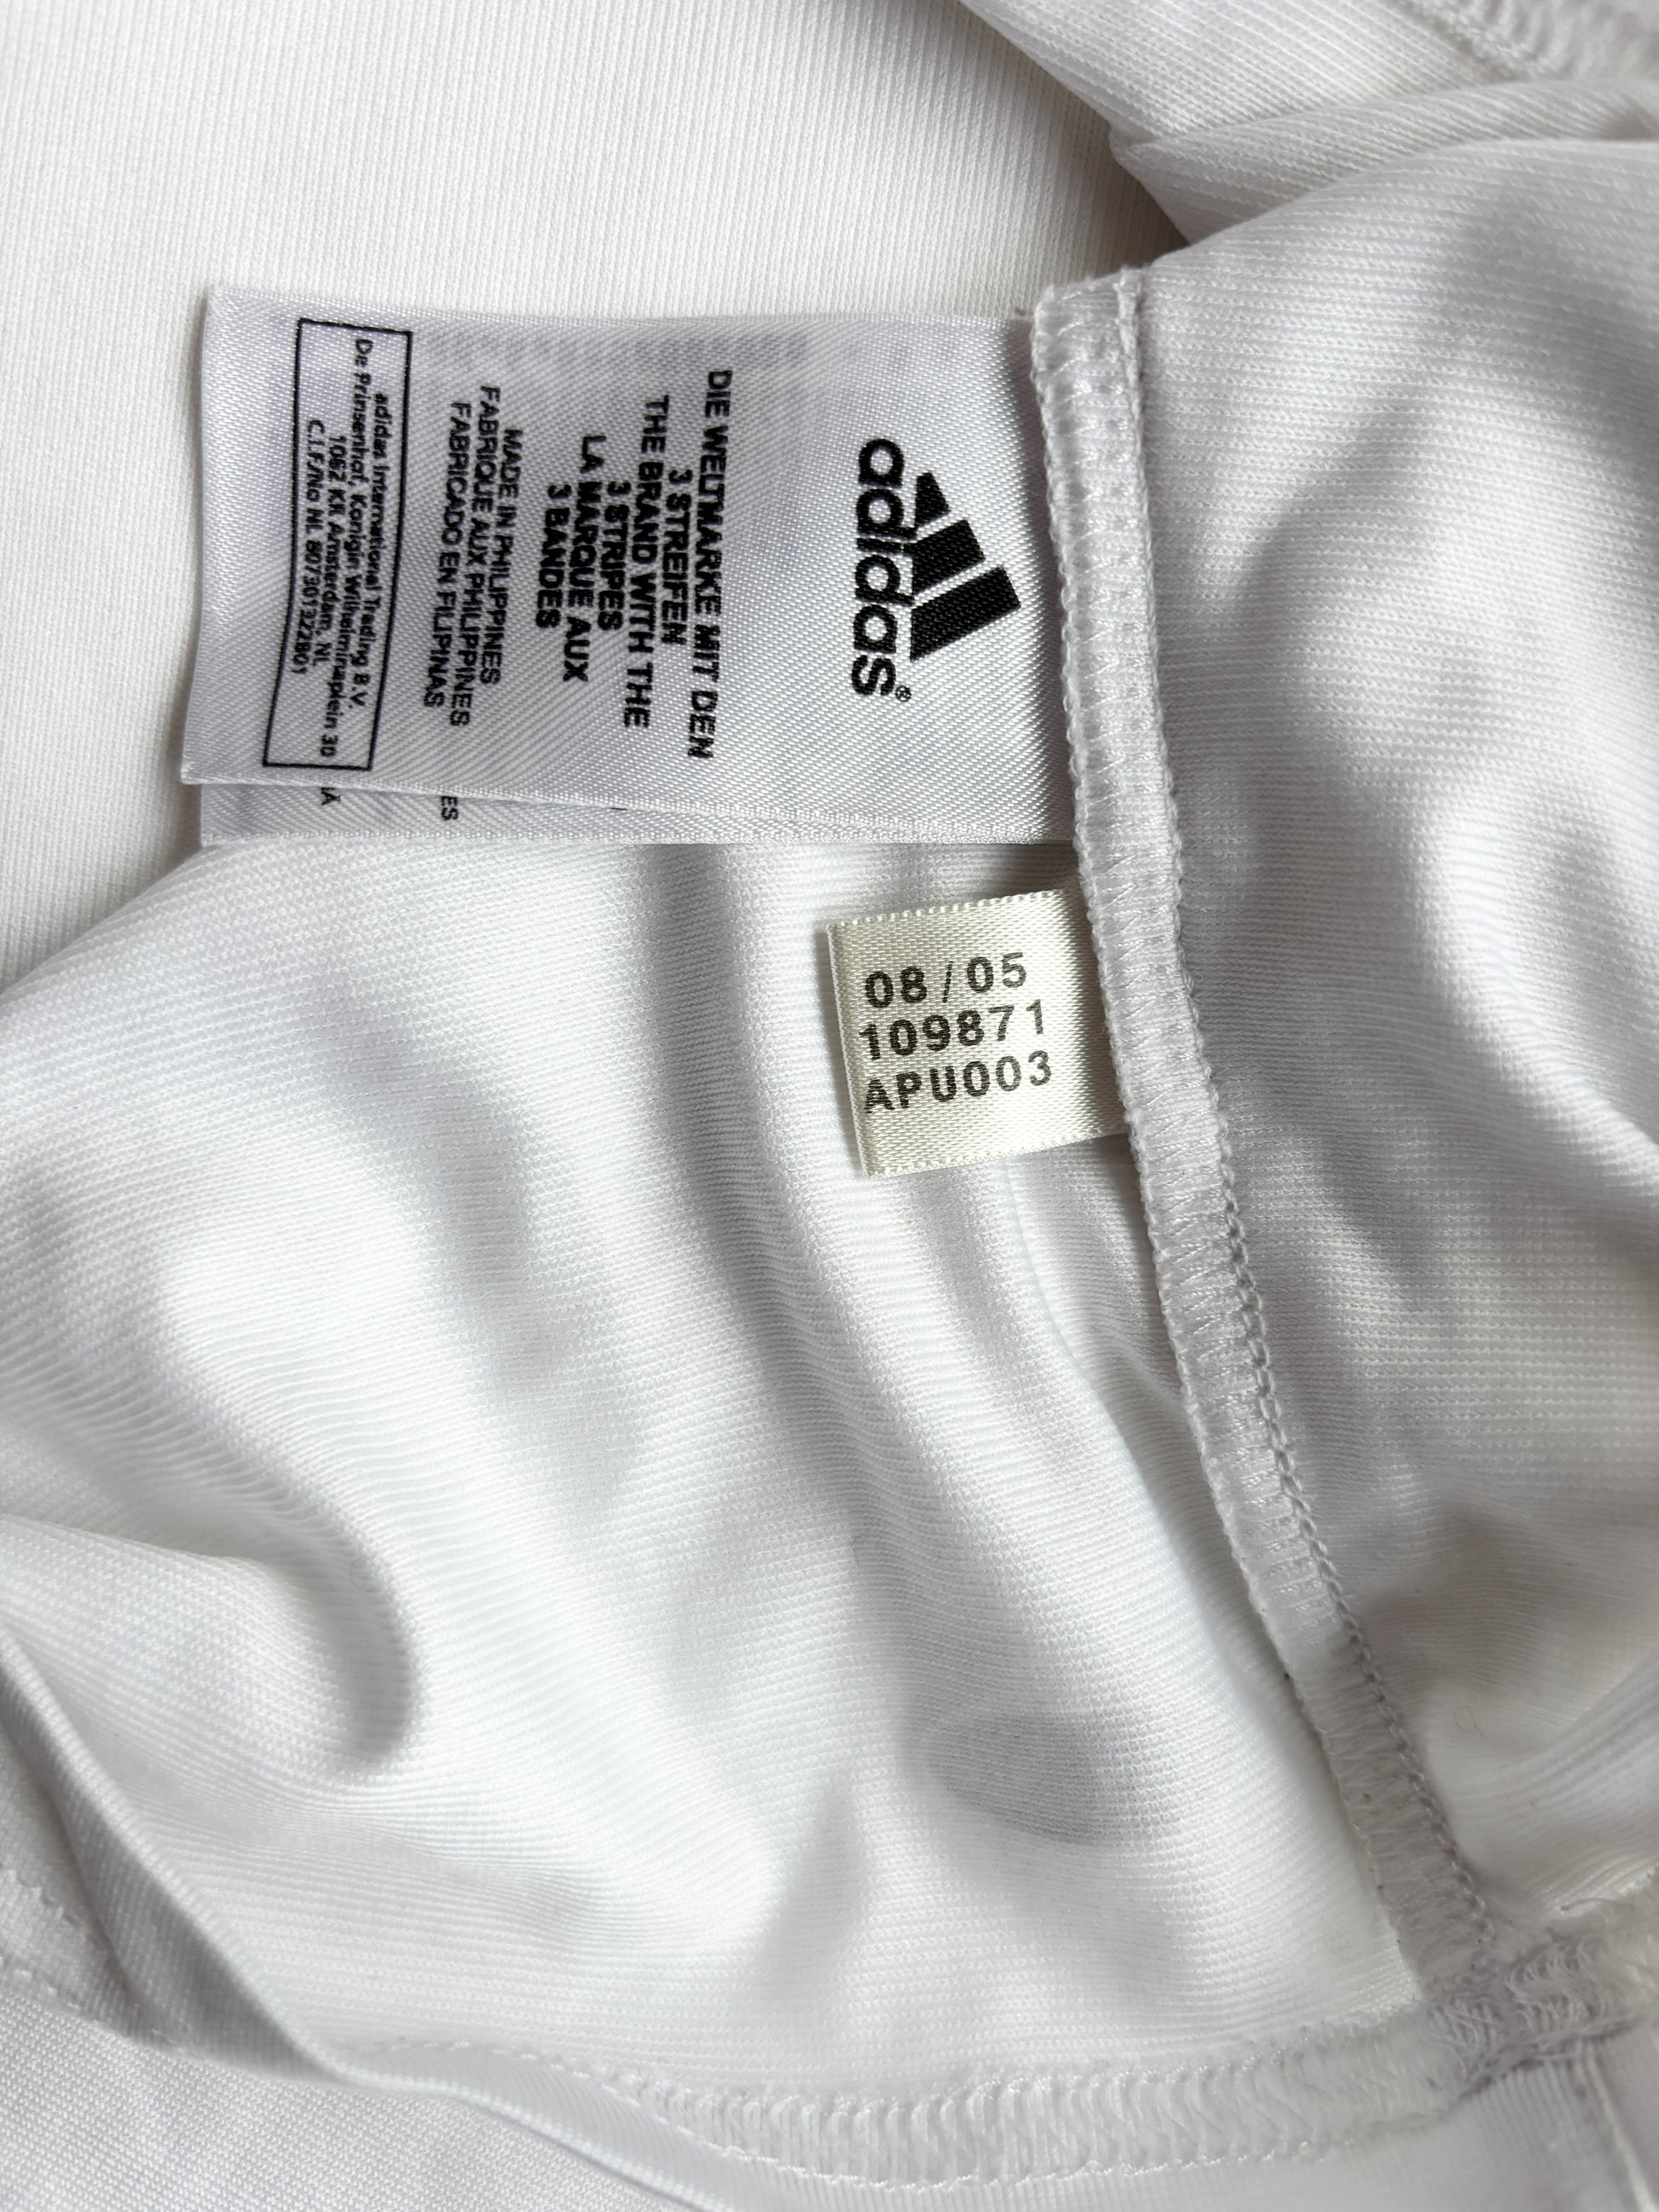 adidas®
DIE WELTMARKE MIT DEN
3 STREIFEN
THE BRAND WITH THE
3 STRIPES
LA MARQUE AUX
3 BANDES
MADE IN PHILIPPINES
FABRIQUE AUX PHILIPPINES
FABRICADO EN FILIPINAS
adidas International Trading B.V.
De Prinsenhof, Konigin Wilhelminaplein 30
1062 KR Amsterdam, NL
C.I.F/No NL 807301322B01
ES
08/05
109871
APU003